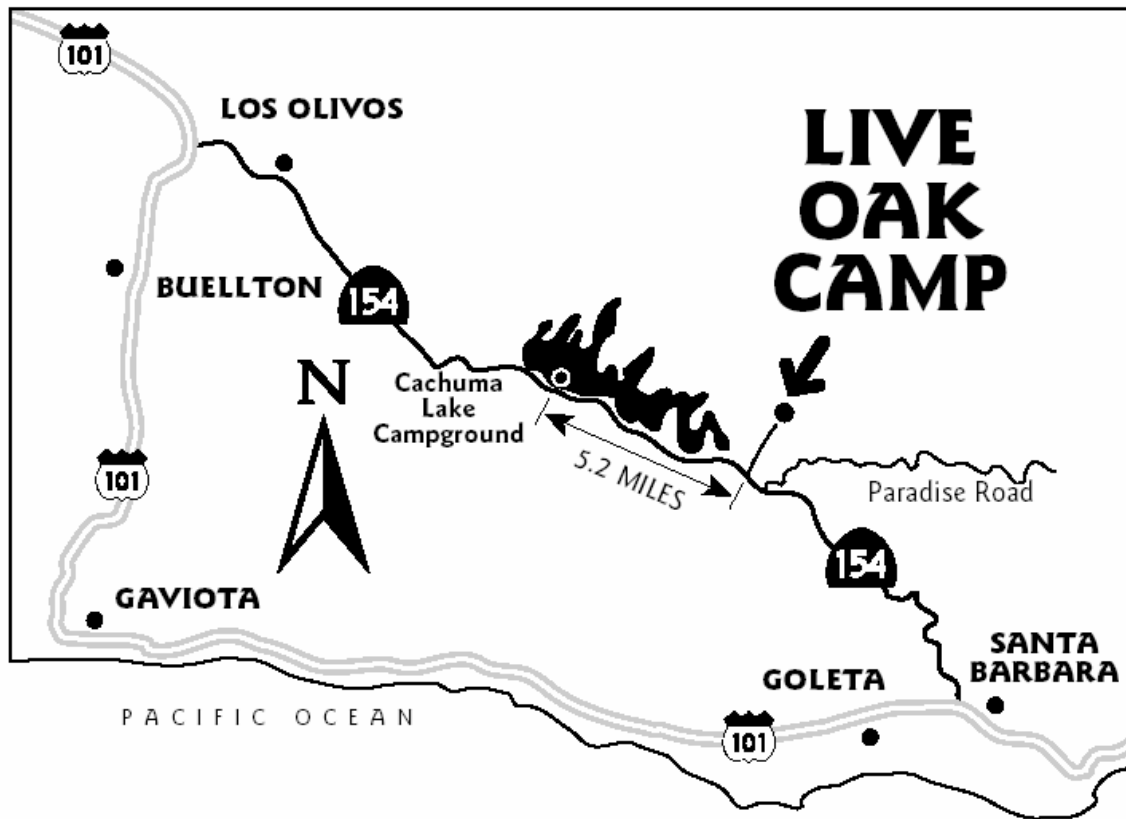 101
LOS OLIVOS
LIVE
OAK
CAMP
BUELLTON
154
N
Cachuma
Lake
Campground
5.2 MILES
101
Paradise Road
154
GAVIOTA
SANTA
BARBARA
GOLETA
PACIFIC OCEAN
101